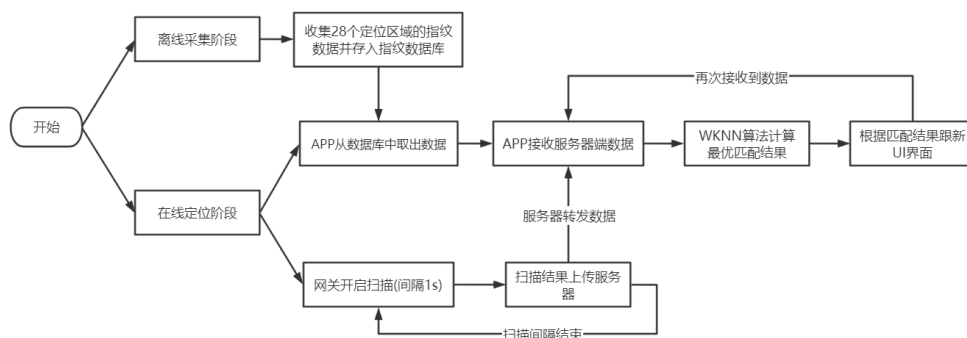 离线采集阶段
收集28个定位区域的指纹
数据并存入指纹数据库
再次接收到数据
开始
APP从数据库中取出数据
APP接收服务器端数据
WKNN算法计算
最优匹配结果
根据匹配结果跟新
UI界面
在线定位阶段
服务器转发数据
网关开启扫描(间隔1s)
扫描结果上传服务
器
扫描间隔结束